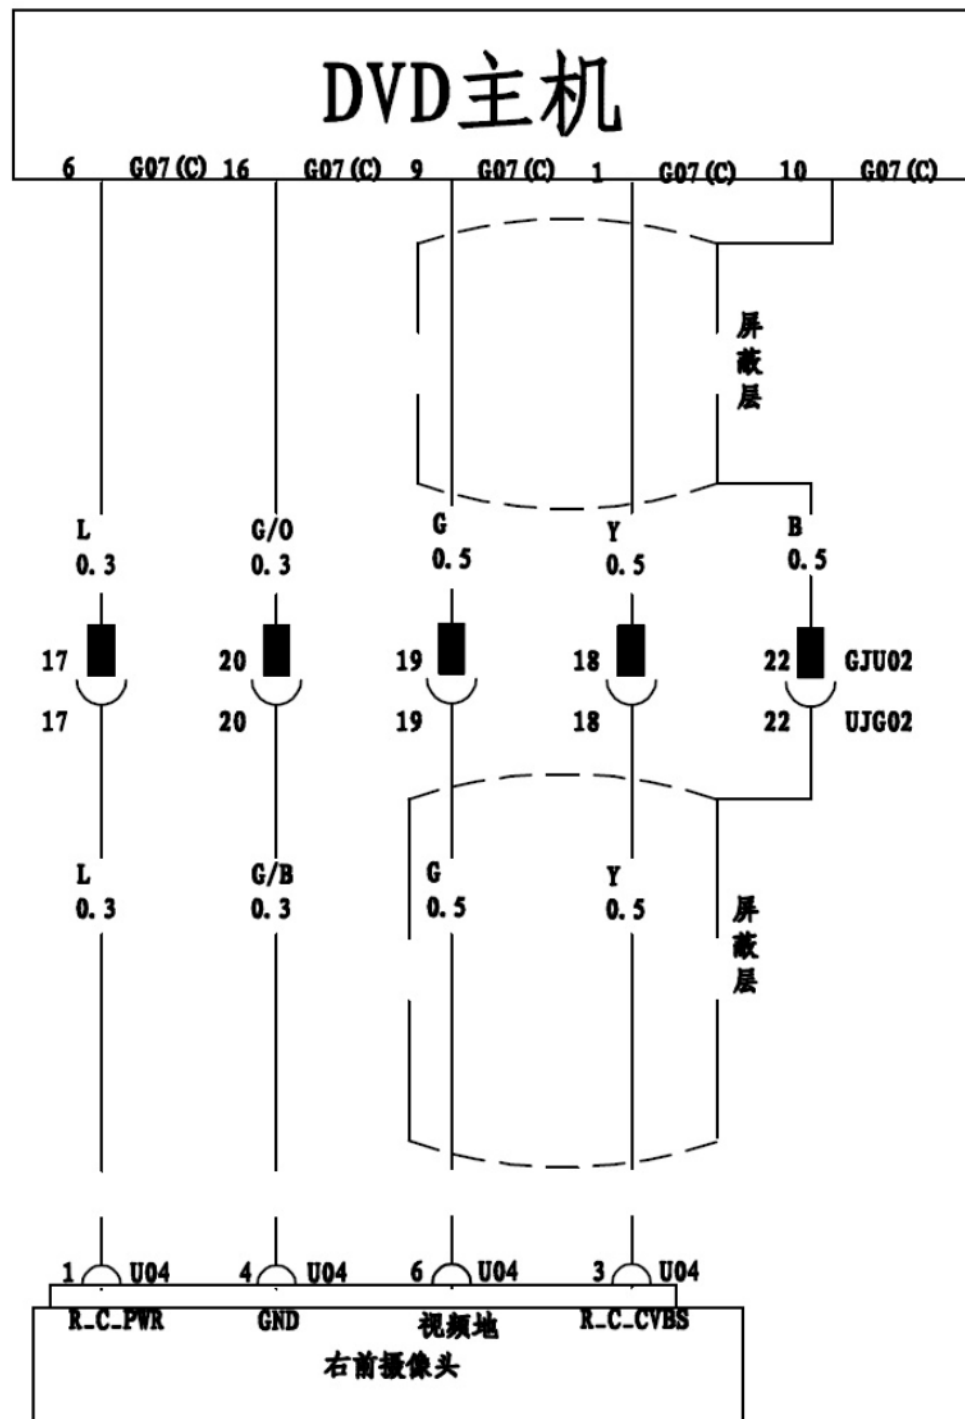 DVD主机
6 G07(C) 16 G07(C) 9 G07(C) 1 G07(C) 10 G07(C)
屏
蔽
层
L G/O G Y B
0.3 0.3 0.5 0.5 0.5
17 20 19 18 22 GJU02
17 20 19 18 22 UJG02
L G/B G Y
0.3 0.3 0.5 0.5
屏
蔽
层
1 U04 4 U04 6 U04 3 U04
R_C_PWR GND 视频地 R_C_CVBS
右前摄像头